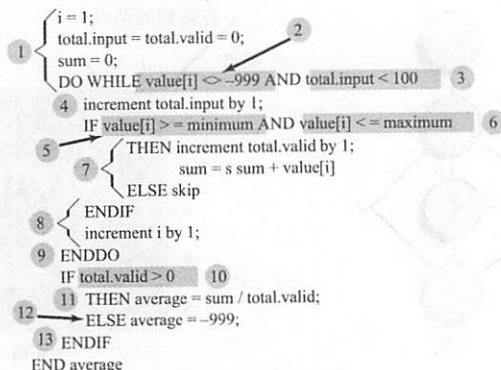 i = 1;
total.input = total.valid = 0; 2
1 sum = 0;
DO WHILE value[i] <> –999 AND total.input < 100 3
4 increment total.input by 1;
IF value[i] > = minimum AND value[i] < = maximum 6
5 THEN increment total.valid by 1;
7 sum = s sum + value[i]
ELSE skip
8 ENDIF
increment i by 1;
9 ENDDO
IF total.valid > 0 10
11 THEN average = sum / total.valid;
12 ELSE average = –999;
13 ENDIF
END average